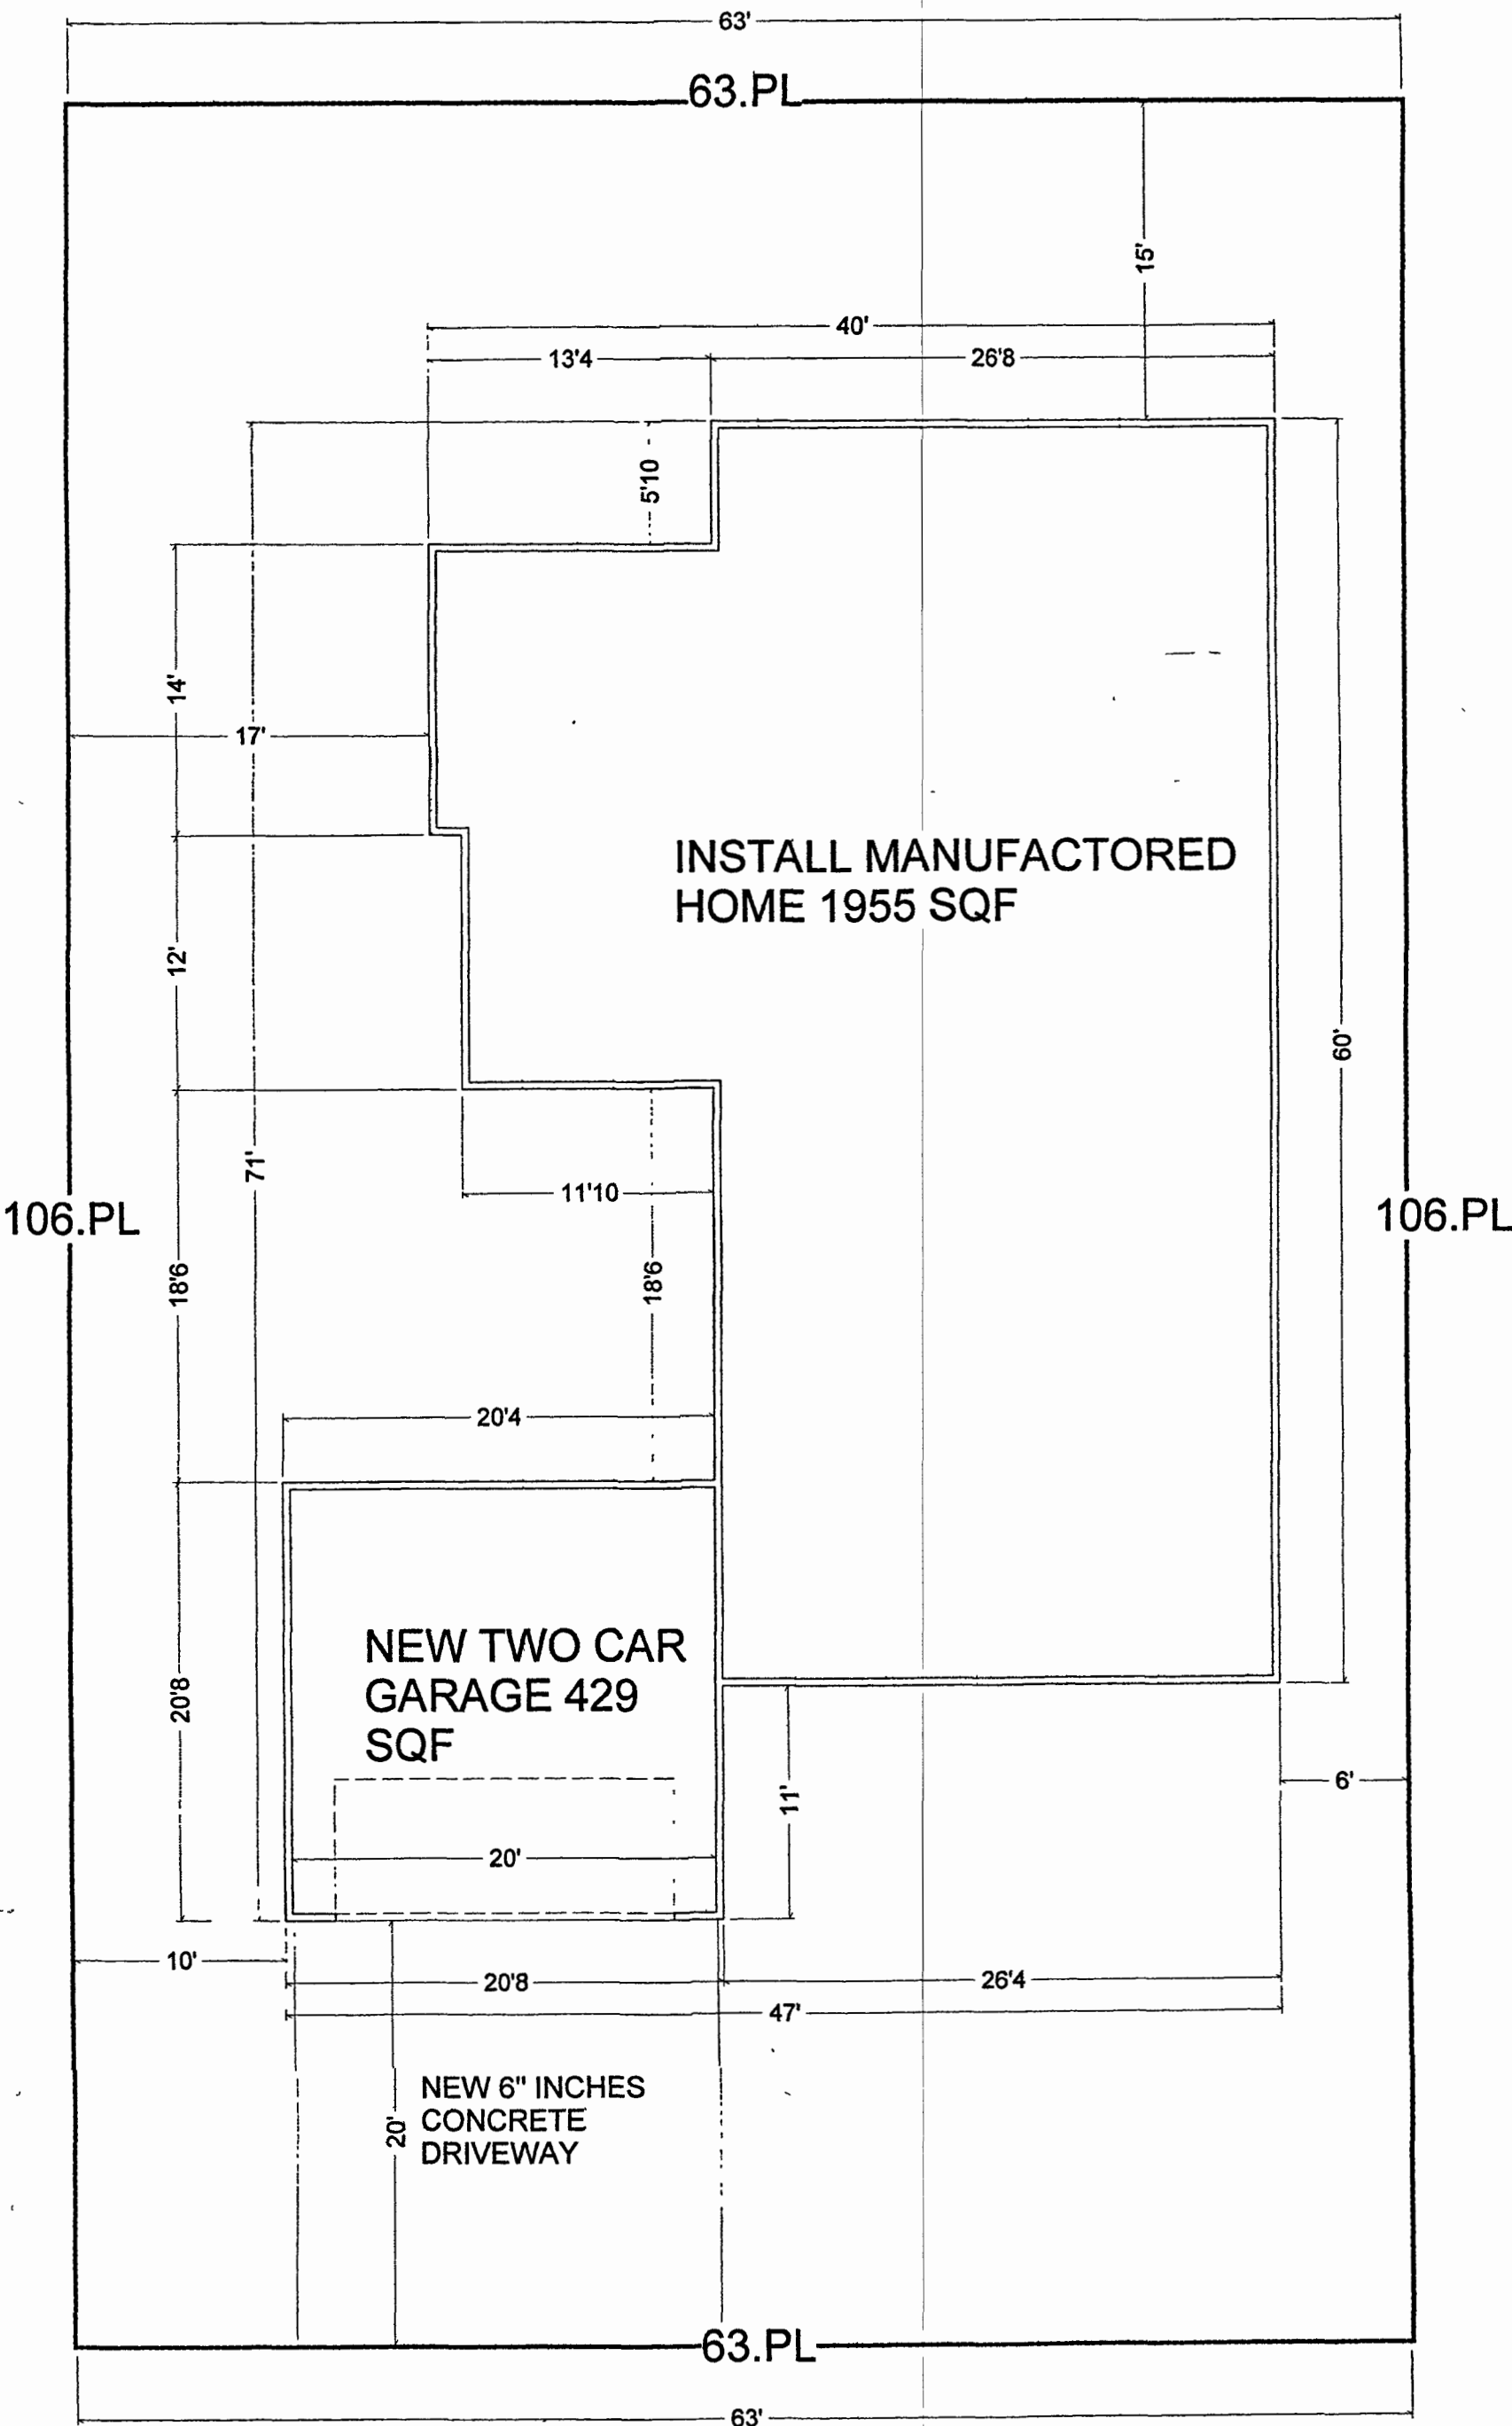 63'
63.PL
15'
40'
13'4
26'8
5'10
14'
17'
INSTALL MANUFACTORED
HOME 1955 SQF
12'
60'
71'
11'10
106.PL
106.PL
18'6
18'6
20'4
NEW TWO CAR
GARAGE 429
SQF
20'8
11'
6'
20'
10'
20'8
26'4
47'
NEW 6" INCHES
CONCRETE
DRIVEWAY
20'
63.PL
63'